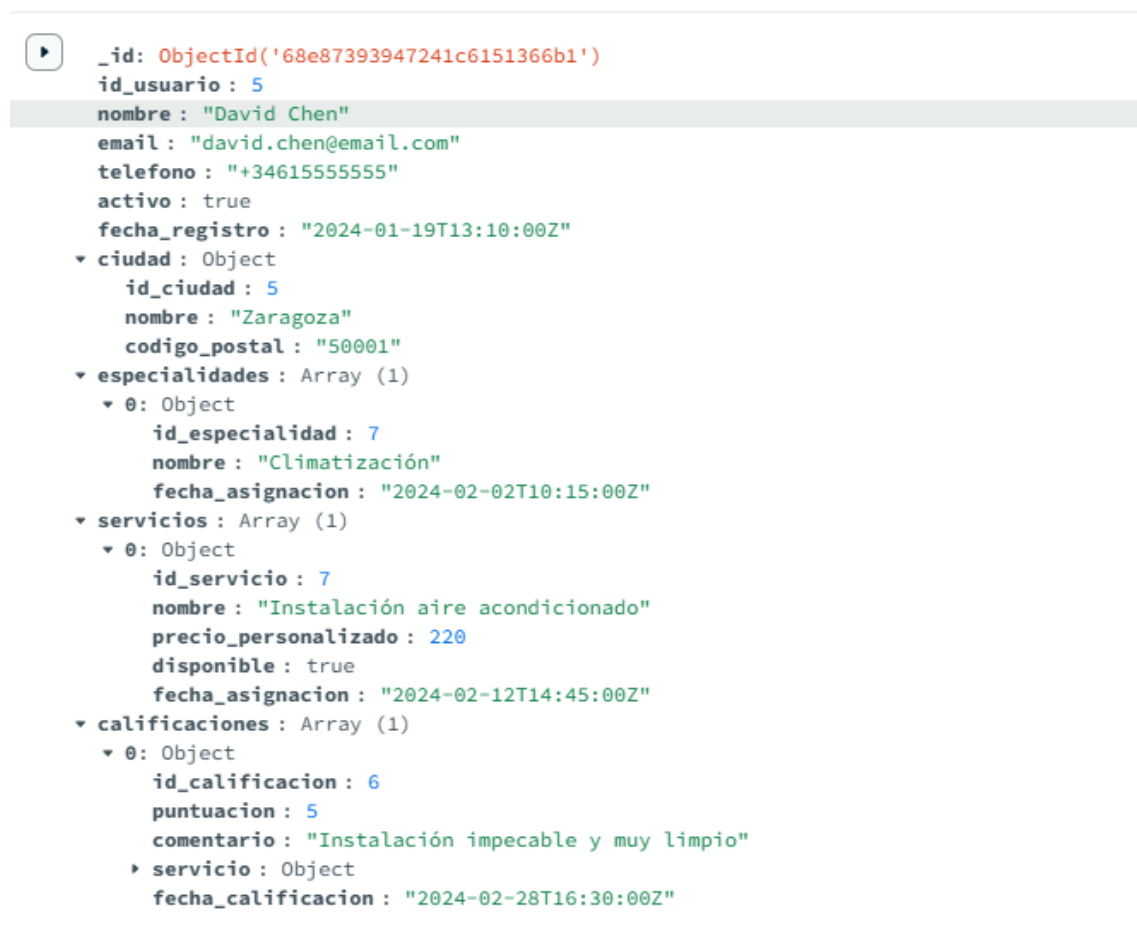 _id: ObjectId('68e87393947241c6151366b1')
id_usuario : 5
nombre : "David Chen"
email : "david.chen@email.com"
telefono : "+34615555555"
activo : true
fecha_registro : "2024-01-19T13:10:00Z"
ciudad : Object
id_ciudad : 5
nombre : "Zaragoza"
codigo_postal : "50001"
especialidades : Array (1)
0: Object
id_especialidad : 7
nombre : "Climatización"
fecha_asignacion : "2024-02-02T10:15:00Z"
servicios : Array (1)
0: Object
id_servicio : 7
nombre : "Instalación aire acondicionado"
precio_personalizado : 220
disponible : true
fecha_asignacion : "2024-02-12T14:45:00Z"
calificaciones : Array (1)
0: Object
id_calificacion : 6
puntuacion : 5
comentario : "Instalación impecable y muy limpio"
servicio : Object
fecha_calificacion : "2024-02-28T16:30:00Z"